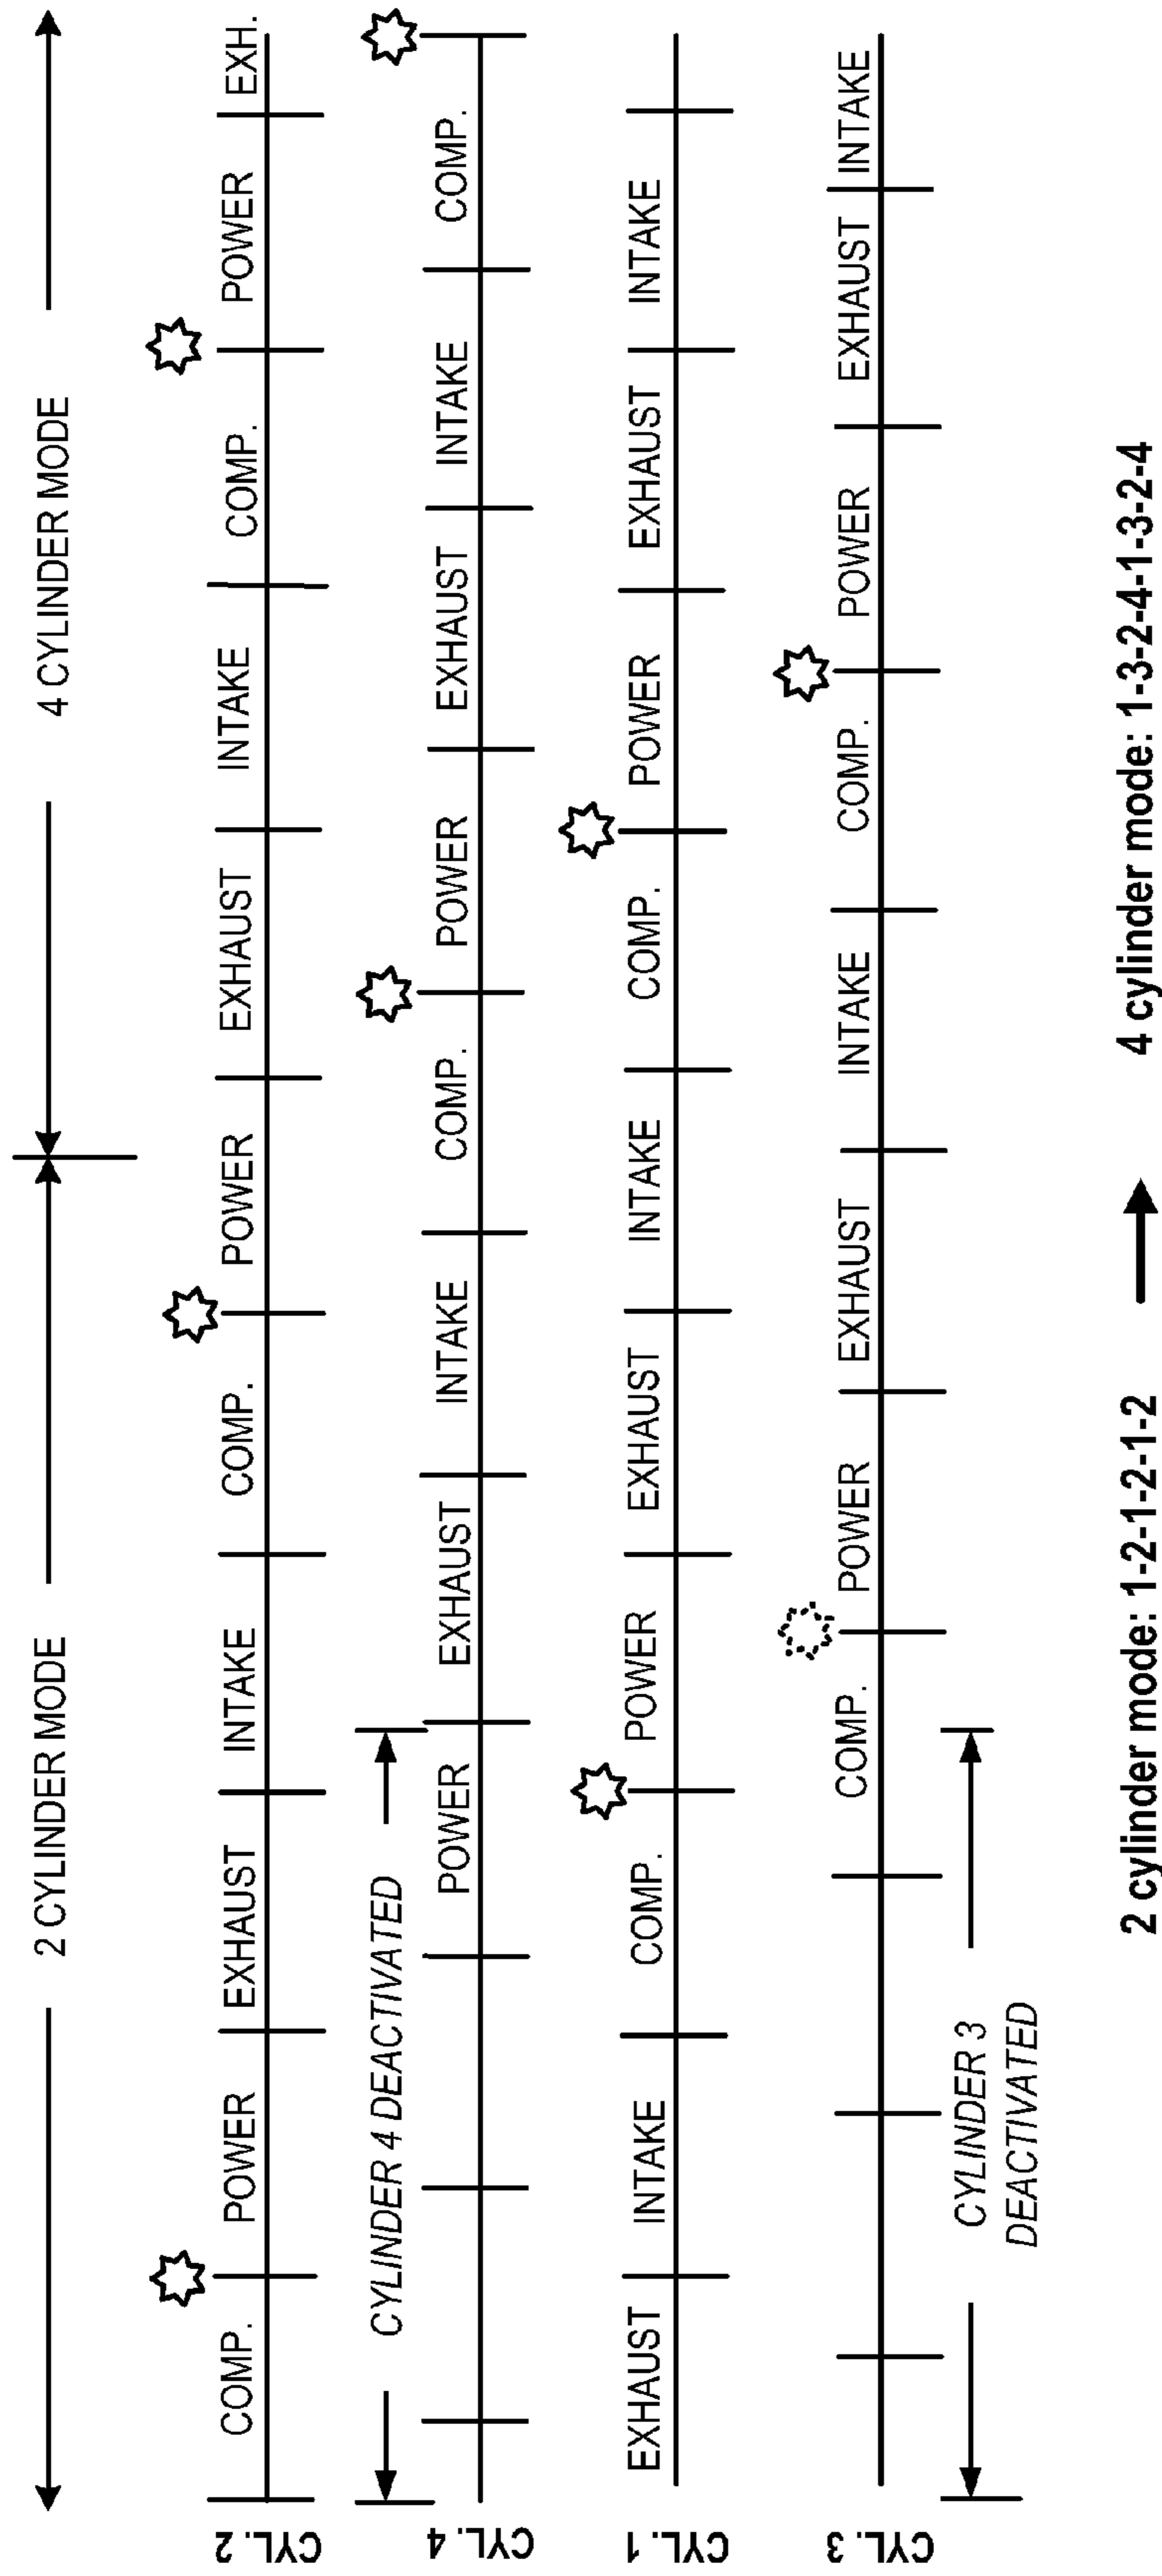 2 CYLINDER MODE
4 CYLINDER MODE
CYL. 2
COMP.
POWER
EXHAUST
INTAKE
COMP.
POWER
EXHAUST
INTAKE
COMP.
POWER
EXH.
CYLINDER 4 DEACTIVATED
CYL. 4
POWER
EXHAUST
INTAKE
COMP.
POWER
EXHAUST
INTAKE
COMP.
CYL. 1
EXHAUST
INTAKE
COMP.
POWER
EXHAUST
INTAKE
COMP.
POWER
EXHAUST
INTAKE
CYL. 3
COMP.
POWER
EXHAUST
INTAKE
COMP.
POWER
EXHAUST
INTAKE
CYLINDER 3
DEACTIVATED
2 cylinder mode: 1-2-1-2-1-2
4 cylinder mode: 1-3-2-4-1-3-2-4